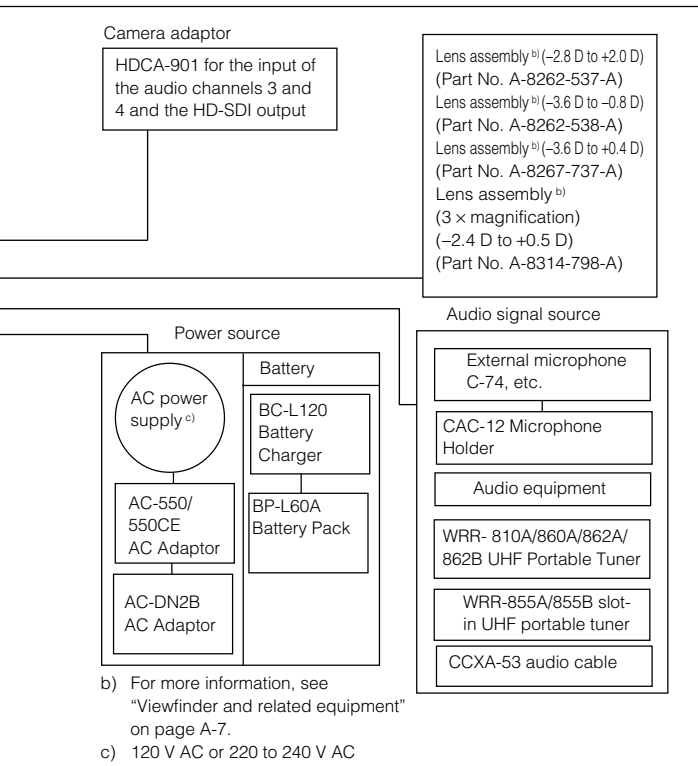 Camera adaptor
HDCA-901 for the input of
the audio channels 3 and
4 and the HD-SDI output
Lens assembly b) (–2.8 D to +2.0 D)
(Part No. A-8262-537-A)
Lens assembly b) (–3.6 D to –0.8 D)
(Part No. A-8262-538-A)
Lens assembly b) (–3.6 D to +0.4 D)
(Part No. A-8267-737-A)
Lens assembly b)
(3 × magnification)
(–2.4 D to +0.5 D)
(Part No. A-8314-798-A)
Power source
AC power
supply c)
AC-550/
550CE
AC Adaptor
AC-DN2B
AC Adaptor
Battery
BC-L120
Battery
Charger
BP-L60A
Battery Pack
Audio signal source
External microphone
C-74, etc.
CAC-12 Microphone
Holder
Audio equipment
WRR- 810A/860A/862A/
862B UHF Portable Tuner
WRR-855A/855B slot-
in UHF portable tuner
CCXA-53 audio cable
b) For more information, see
“Viewfinder and related equipment”
on page A-7.
c) 120 V AC or 220 to 240 V AC